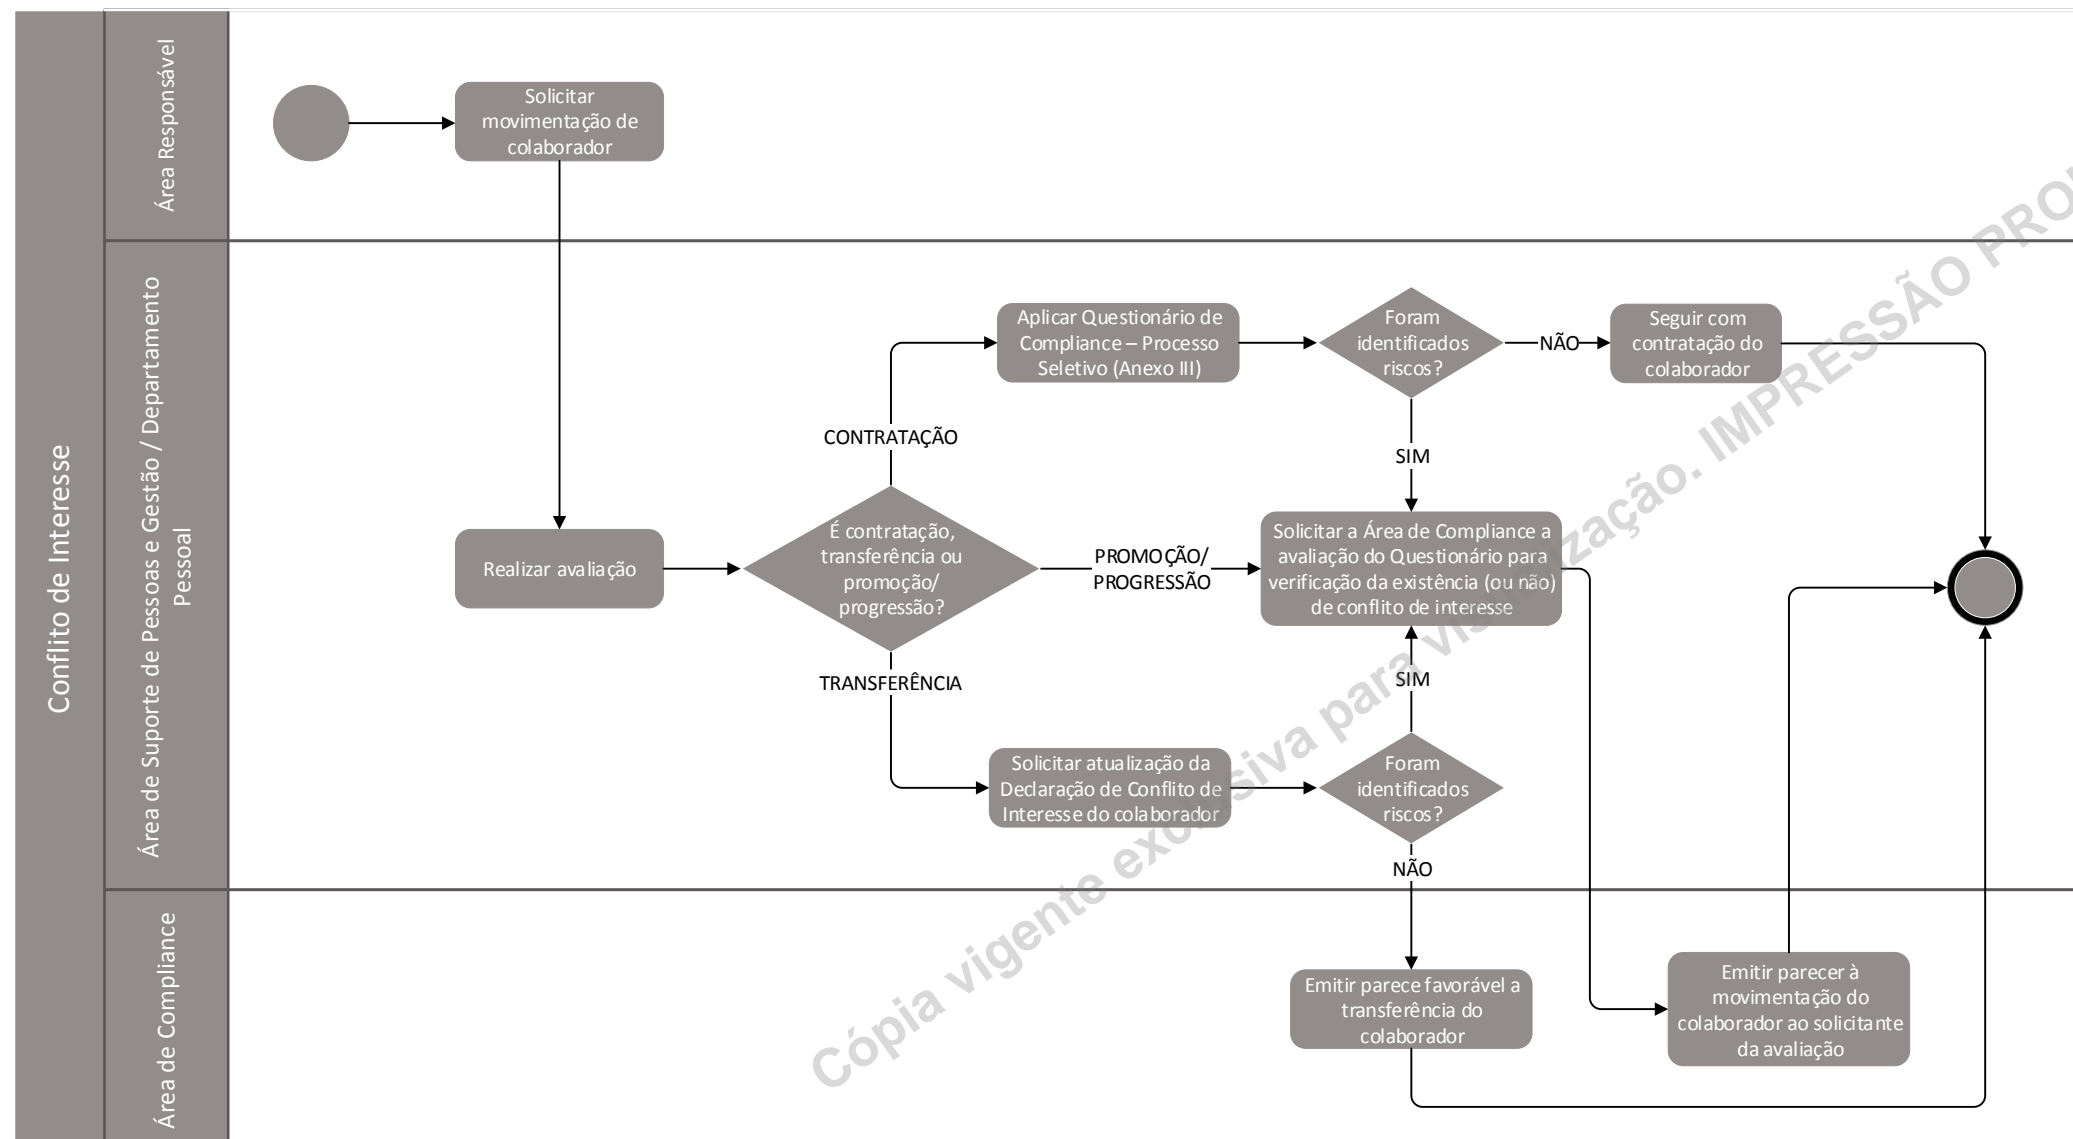 Conflito de Interesse
Área Responsável
Solicitar
movimentação de
colaborador
Área de Suporte de Pessoas e Gestão / Departamento
Pessoal
Realizar avaliação
É contratação,
transferência ou
promoção/
progressão?
CONTRATAÇÃO
Aplicar Questionário de
Compliance – Processo
Seletivo (Anexo III)
Foram
identificados
riscos?
NÃO
Seguir com
contratação do
colaborador
SIM
PROMOÇÃO/
PROGRESSÃO
Solicitar a Área de Compliance a
avaliação do Questionário para
verificação da existência (ou não)
de conflito de interesse
TRANSFERÊNCIA
SIM
Solicitar atualização da
Declaração de Conflito de
Interesse do colaborador
Foram
identificados
riscos?
NÃO
Área de Compliance
Emitir parece favorável a
transferência do
colaborador
Emitir parecer à
movimentação do
colaborador ao solicitante
da avaliação
Cópia vigente exclusiva para visualização. IMPRESSÃO